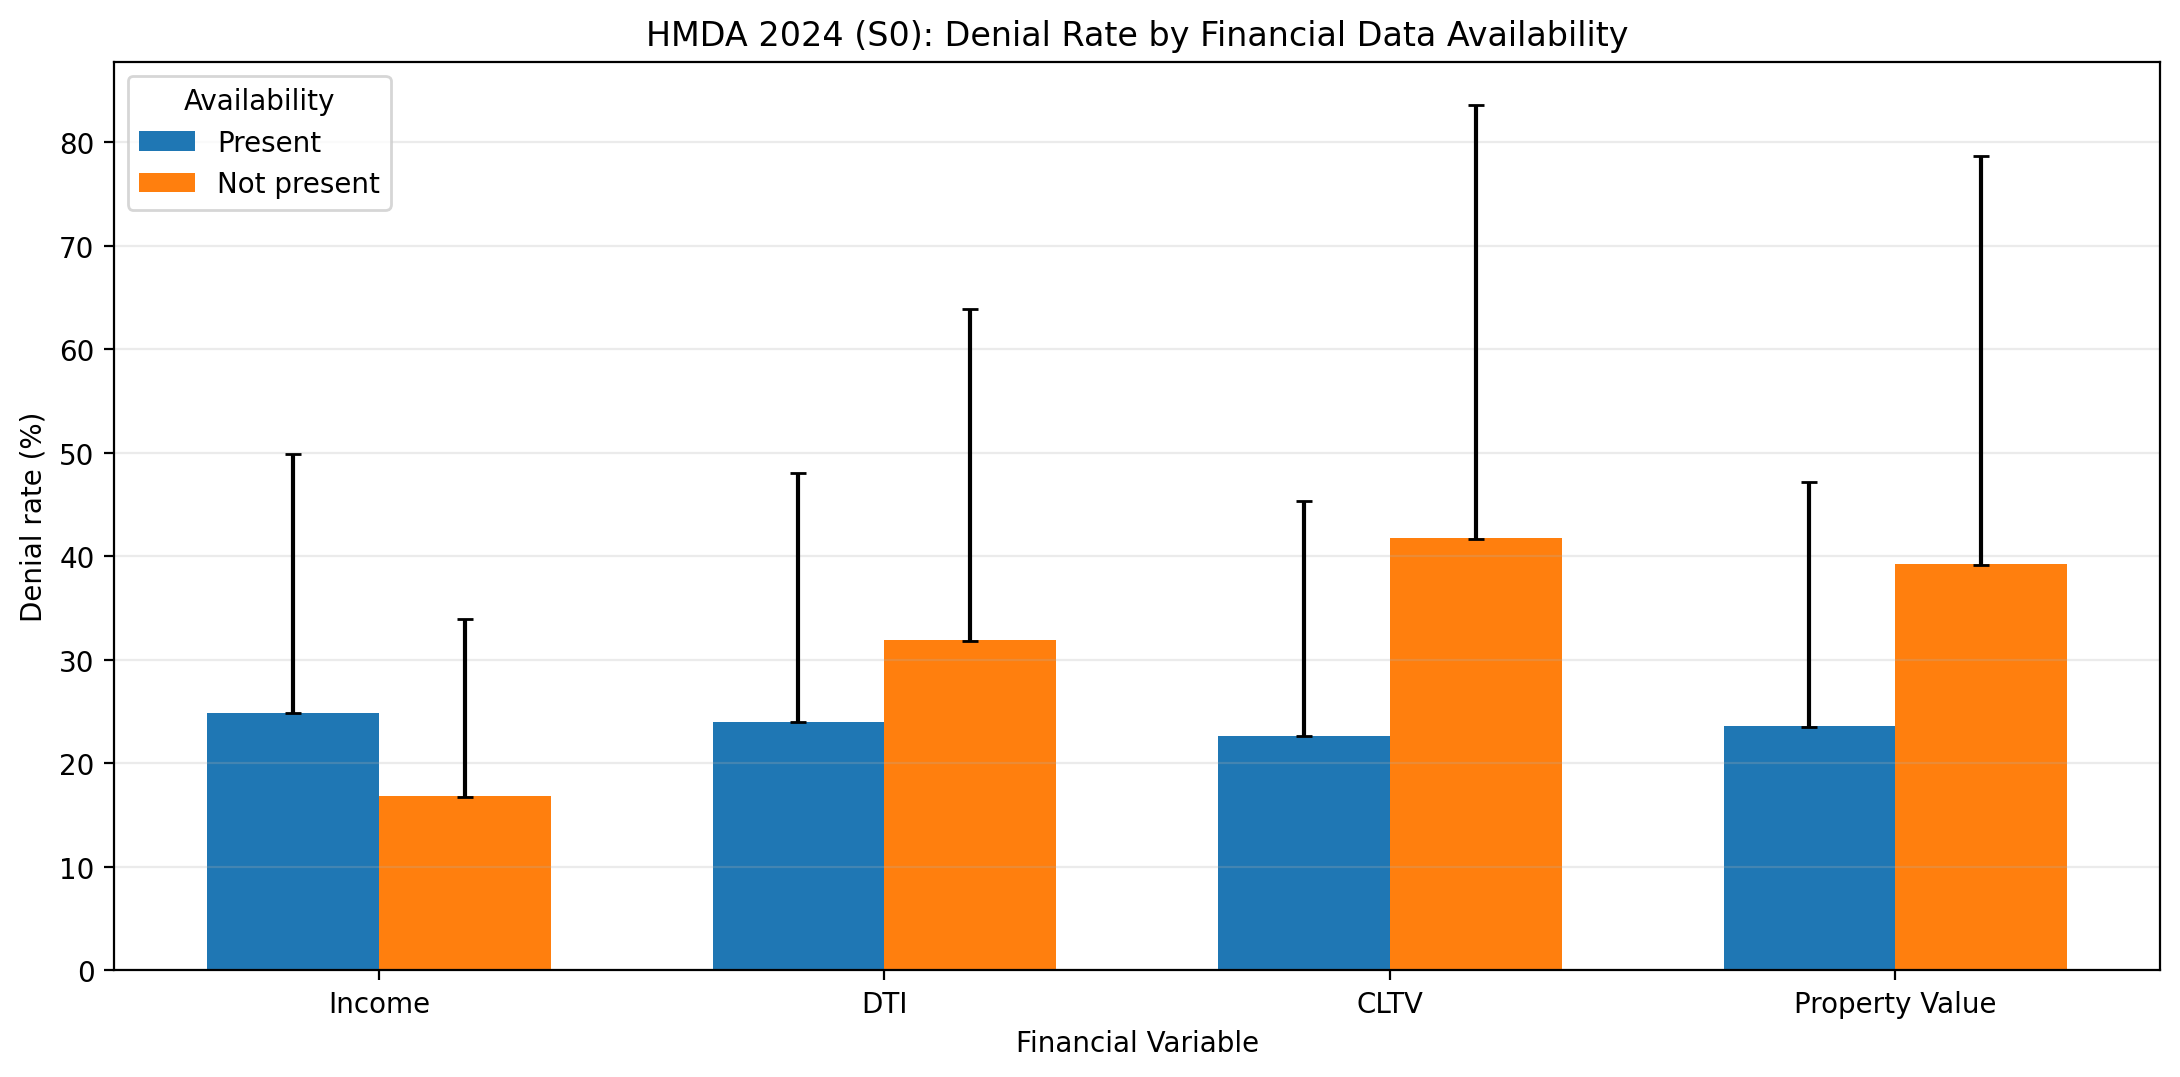 HMDA 2024 (S0): Denial Rate by Financial Data Availability
Availability
Present
Not present
Denial rate (%)
80
70
60
50
40
30
20
10
0
Income
DTI
CLTV
Property Value
Financial Variable